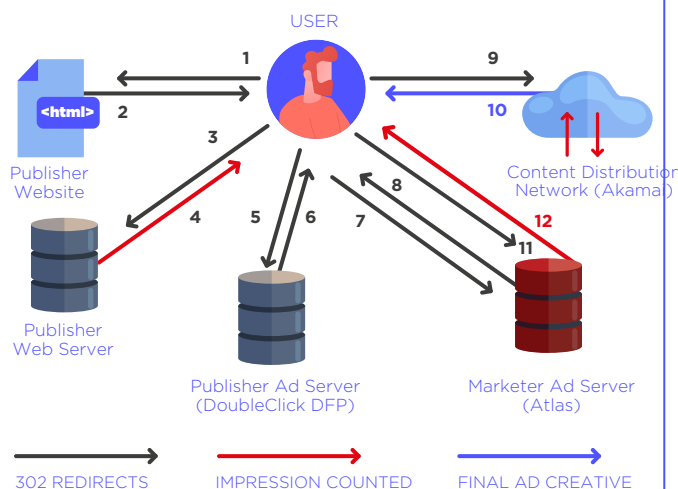 USER
1
9
<html>
2
10
3
Publisher
Website
Content Distribution
Network (Akamai)
4
5
6
7
8
12
11
Publisher
Web Server
Publisher Ad Server
(DoubleClick DFP)
Marketer Ad Server
(Atlas)
302 REDIRECTS
IMPRESSION COUNTED
FINAL AD CREATIVE